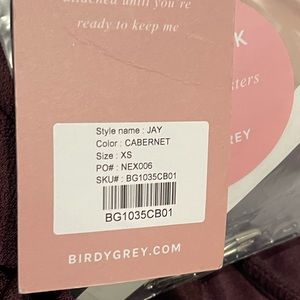 attached until you're
ready to keep me
Style name : JAY
Color : CABERNET
Size : XS
PO# : NEX006
SKU# : BG1035CB01
BG1035CB01
BIRDYGREY.COM
GREY